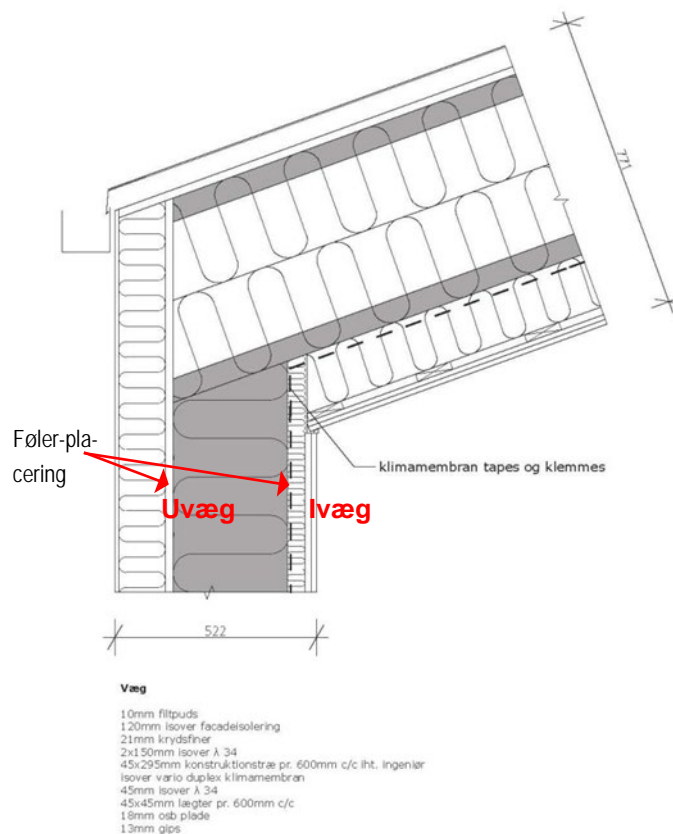 771
Føler-pla-
cering
klimamembran tapes og klemmes
Uvæg
Ivæg
522
Væg
10mm filtpuds
120mm isover facadeisolering
21mm krydsfiner
2x150mm isover λ 34
45x295mm konstruktionstræ pr. 600mm c/c iht. ingeniør
isover vario duplex klimamembran
45mm isover λ 34
45x45mm lægter pr. 600mm c/c
18mm osb plade
13mm gips